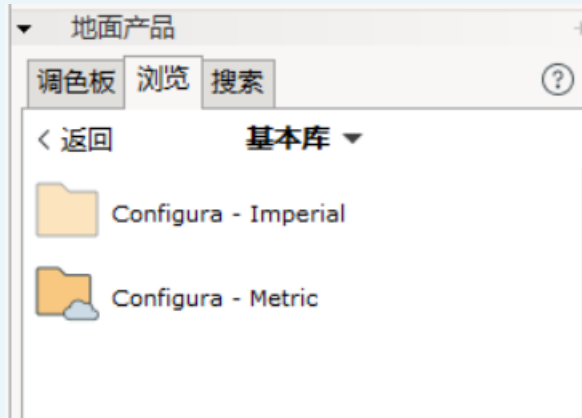 地面产品
调色板 浏览 搜索 ?
< 返回 基本库
Configura - Imperial
Configura - Metric